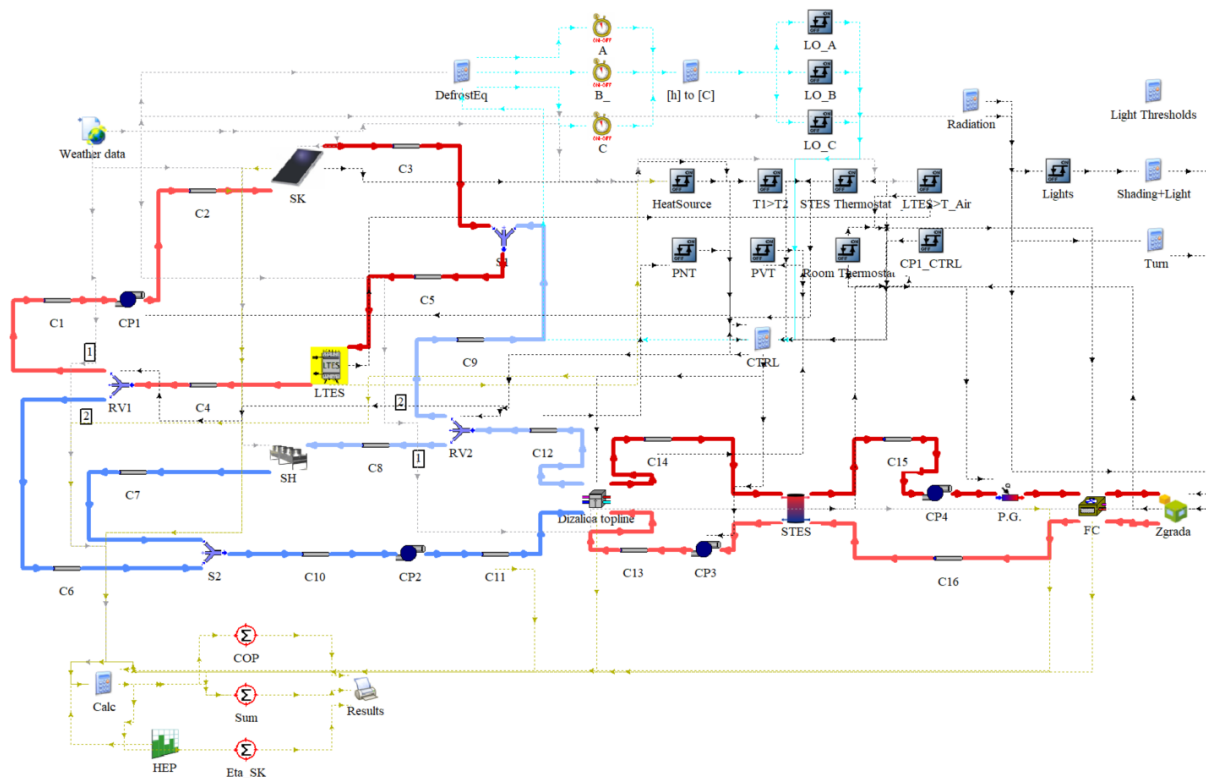 A
LO_A
DefrostEq
B_
[h] to [C]
LO_B
Radiation
Light Thresholds
C
LO_C
Weather data
C3
SK
Lights
Shading+Light
C2
HeatSource
T1>T2
STES Thermostat
LTES>T_Air
S1
PNT
PVT
Room Thermostat
CP1_CTRL
Turn
C5
C1
CP1
1
C9
CTRL
LTES
RV1
C4
2
2
C8
1
RV2
C12
C14
C15
SH
C7
Dizalica topline
STES
CP4
P.G.
FC
Zgrada
C6
S2
C10
CP2
C11
C13
CP3
C16
COP
Calc
Sum
Results
HEP
Eta_SK